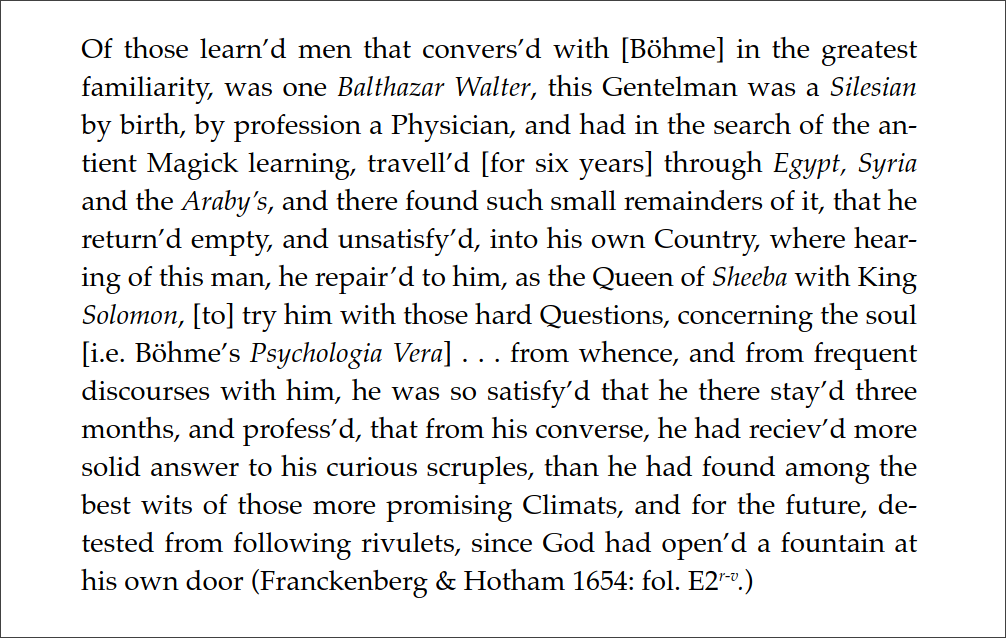 Of those learn’d men that convers’d with [Böhme] in the greatest
familiarity, was one Balthazar Walter, this Gentelman was a Silesian
by birth, by profession a Physician, and had in the search of the an-
tient Magick learning, travell’d [for six years] through Egypt, Syria
and the Araby’s, and there found such small remainders of it, that he
return’d empty, and unsatisfy’d, into his own Country, where hear-
ing of this man, he repair’d to him, as the Queen of Sheeba with King
Solomon, [to] try him with those hard Questions, concerning the soul
[i.e. Böhme’s Psychologia Vera] . . . from whence, and from frequent
discourses with him, he was so satisfy’d that he there stay’d three
months, and profess’d, that from his converse, he had reciev’d more
solid answer to his curious scruples, than he had found among the
best wits of those more promising Climats, and for the future, de-
tested from following rivulets, since God had open’d a fountain at
his own door (Franckenberg & Hotham 1654: fol. E2r-v.)